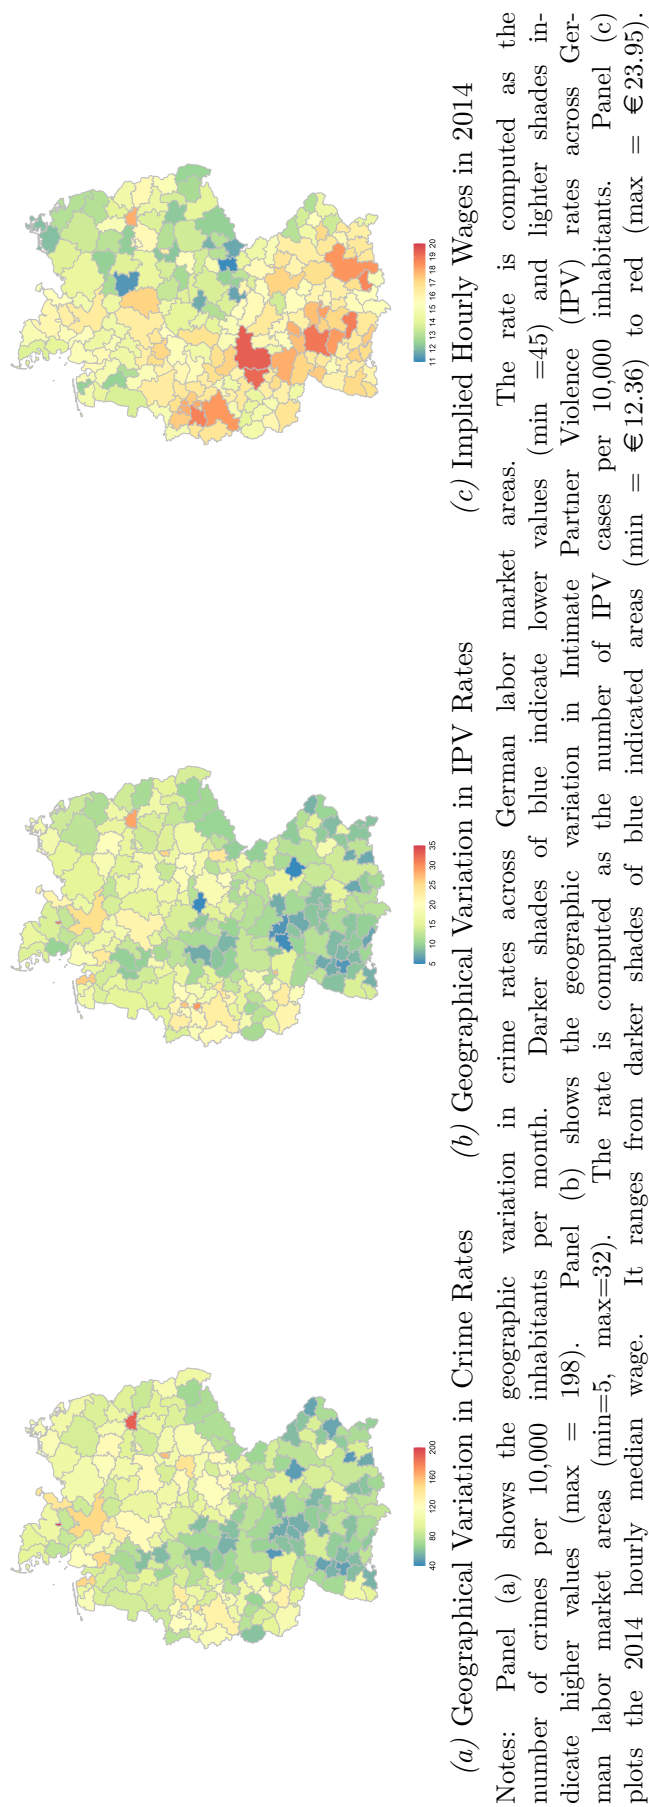 40 80 120 160 200
(a) Geographical Variation in Crime Rates
5 10 15 20 25 30 35
(b) Geographical Variation in IPV Rates
11 12 13 14 15 16 17 18 19 20
(c) Implied Hourly Wages in 2014
Notes: Panel (a) shows the geographic variation in crime rates across German labor market areas. The rate is computed as the
number of crimes per 10,000 inhabitants per month. Darker shades of blue indicate lower values (min =45) and lighter shades in-
dicate higher values (max = 198). Panel (b) shows the geographic variation in Intimate Partner Violence (IPV) rates across Ger-
man labor market areas (min=5, max=32). The rate is computed as the number of IPV cases per 10,000 inhabitants. Panel (c)
plots the 2014 hourly median wage. It ranges from darker shades of blue indicated areas (min = €12.36) to red (max = €23.95).